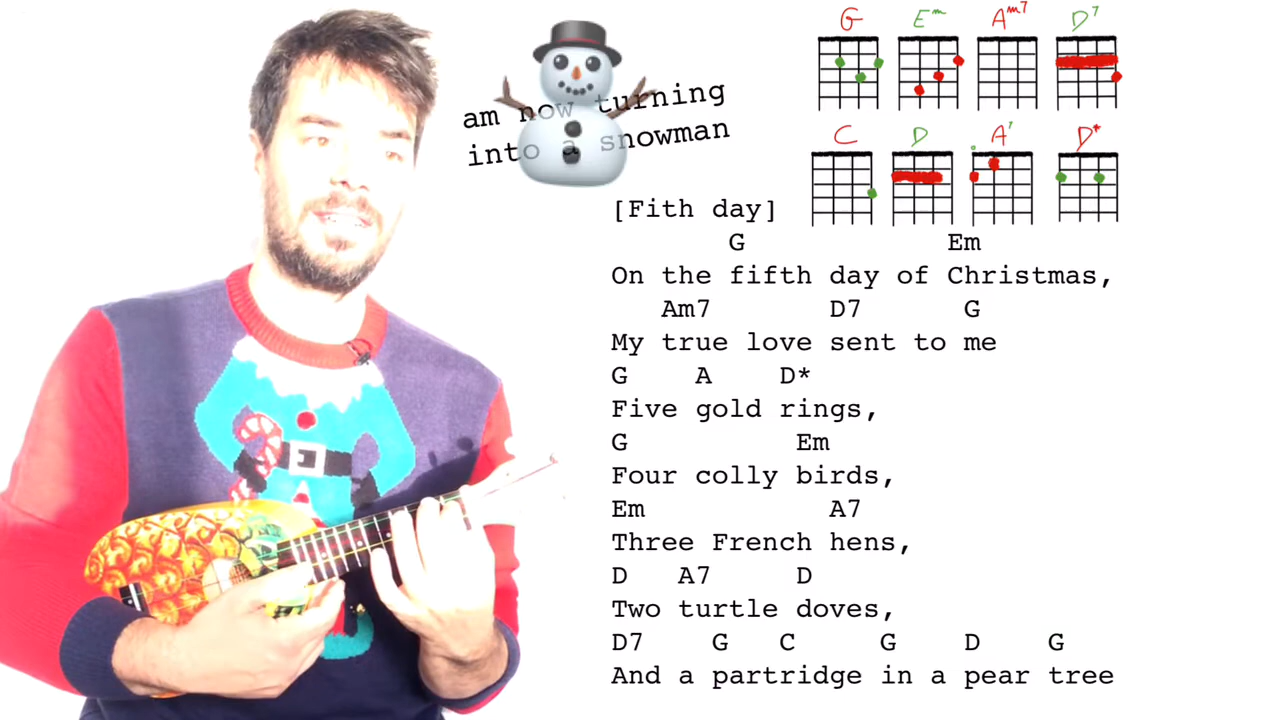 am now turning
into a snowman
G Em Am7 D7
C D A' D*
[Fith day]
G Em
On the fifth day of Christmas,
Am7 D7 G
My true love sent to me
G A D*
Five gold rings,
G Em
Four colly birds,
Em A7
Three French hens,
D A7 D
Two turtle doves,
D7 G C G D G
And a partridge in a pear tree